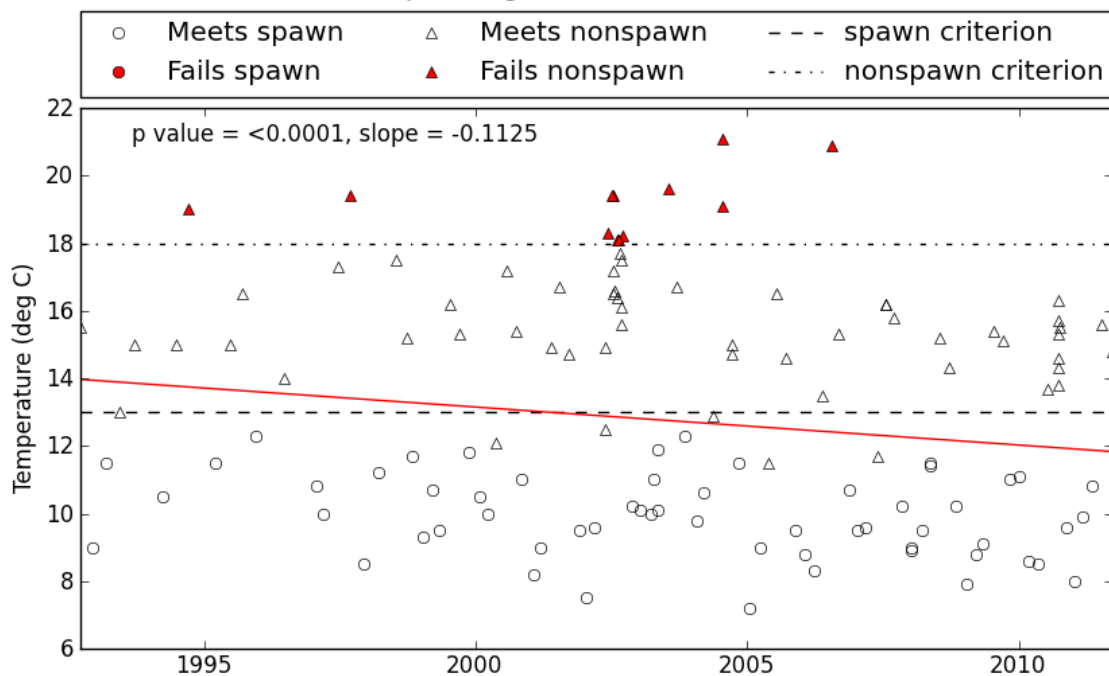 Meets spawn Meets nonspawn spawn criterion
Fails spawn Fails nonspawn nonspawn criterion
p value = <0.0001, slope = -0.1125
22
20
18
16
14
12
10
8
6
Temperature (deg C)
1995 2000 2005 2010